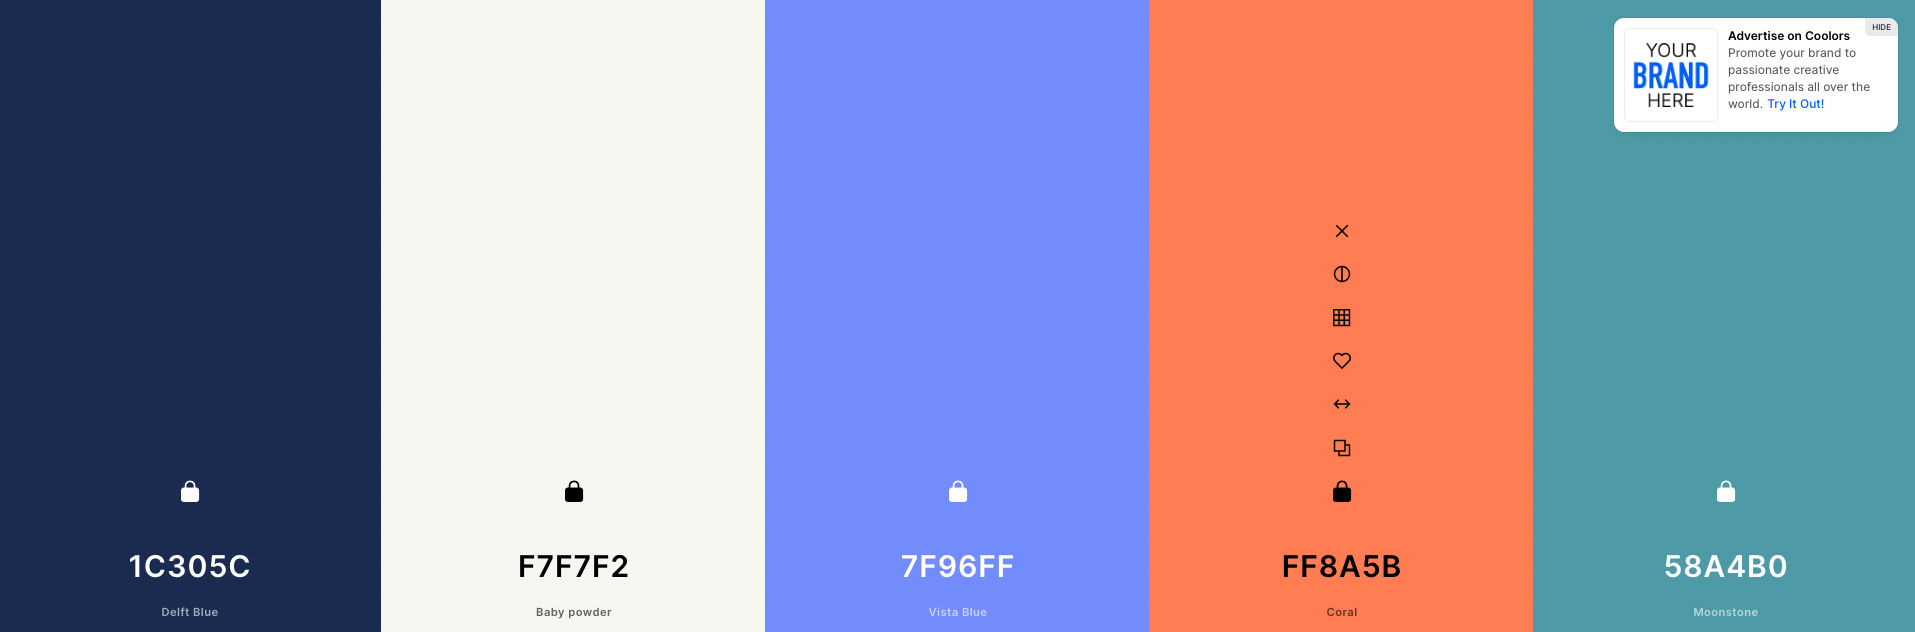 HIDE
Advertise on Coolors
Promote your brand to
passionate creative
professionals all over the
world. Try It Out!
YOUR
BRAND
HERE
1C305C
Delft Blue
F7F7F2
Baby powder
7F96FF
Vista Blue
FF8A5B
Coral
58A4B0
Moonstone